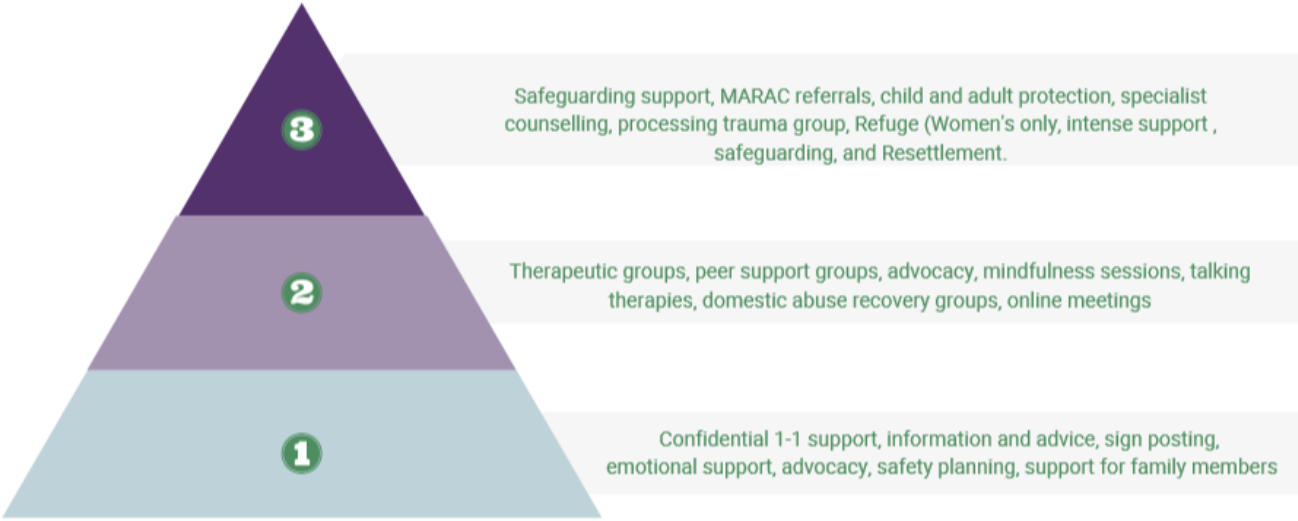 3
Safeguarding support, MARAC referrals, child and adult protection, specialist
counselling, processing trauma group, Refuge (Women's only, intense support ,
safeguarding, and Resettlement.
2
Therapeutic groups, peer support groups, advocacy, mindfulness sessions, talking
therapies, domestic abuse recovery groups, online meetings
1
Confidential 1-1 support, information and advice, sign posting,
emotional support, advocacy, safety planning, support for family members